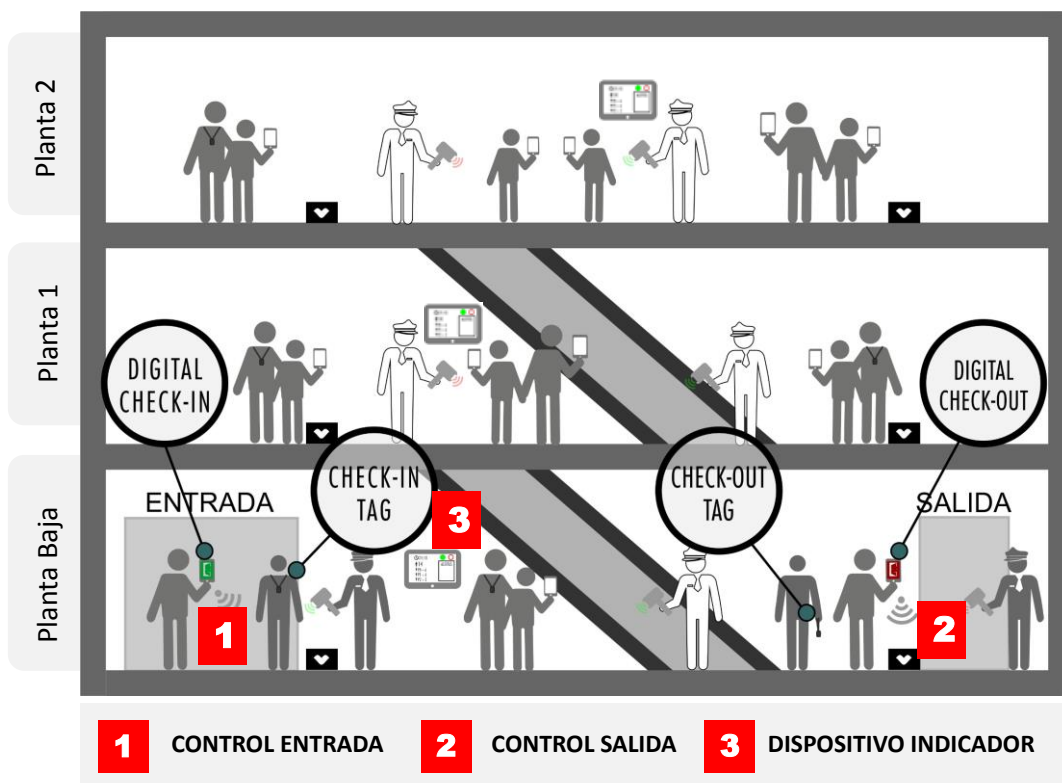 Planta 2
Planta 1
DIGITAL
CHECK-IN
DIGITAL
CHECK-OUT
Planta Baja
ENTRADA
CHECK-IN
TAG
3
CHECK-OUT
TAG
SALIDA
1
2
1 CONTROL ENTRADA 2 CONTROL SALIDA 3 DISPOSITIVO INDICADOR